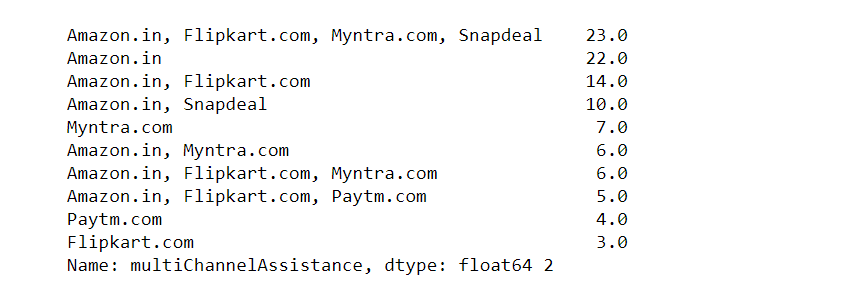 Amazon.in, Flipkart.com, Myntra.com, Snapdeal 23.0
Amazon.in 22.0
Amazon.in, Flipkart.com 14.0
Amazon.in, Snapdeal 10.0
Myntra.com 7.0
Amazon.in, Myntra.com 6.0
Amazon.in, Flipkart.com, Myntra.com 6.0
Amazon.in, Flipkart.com, Paytm.com 5.0
Paytm.com 4.0
Flipkart.com 3.0
Name: multiChannelAssistance, dtype: float64 2